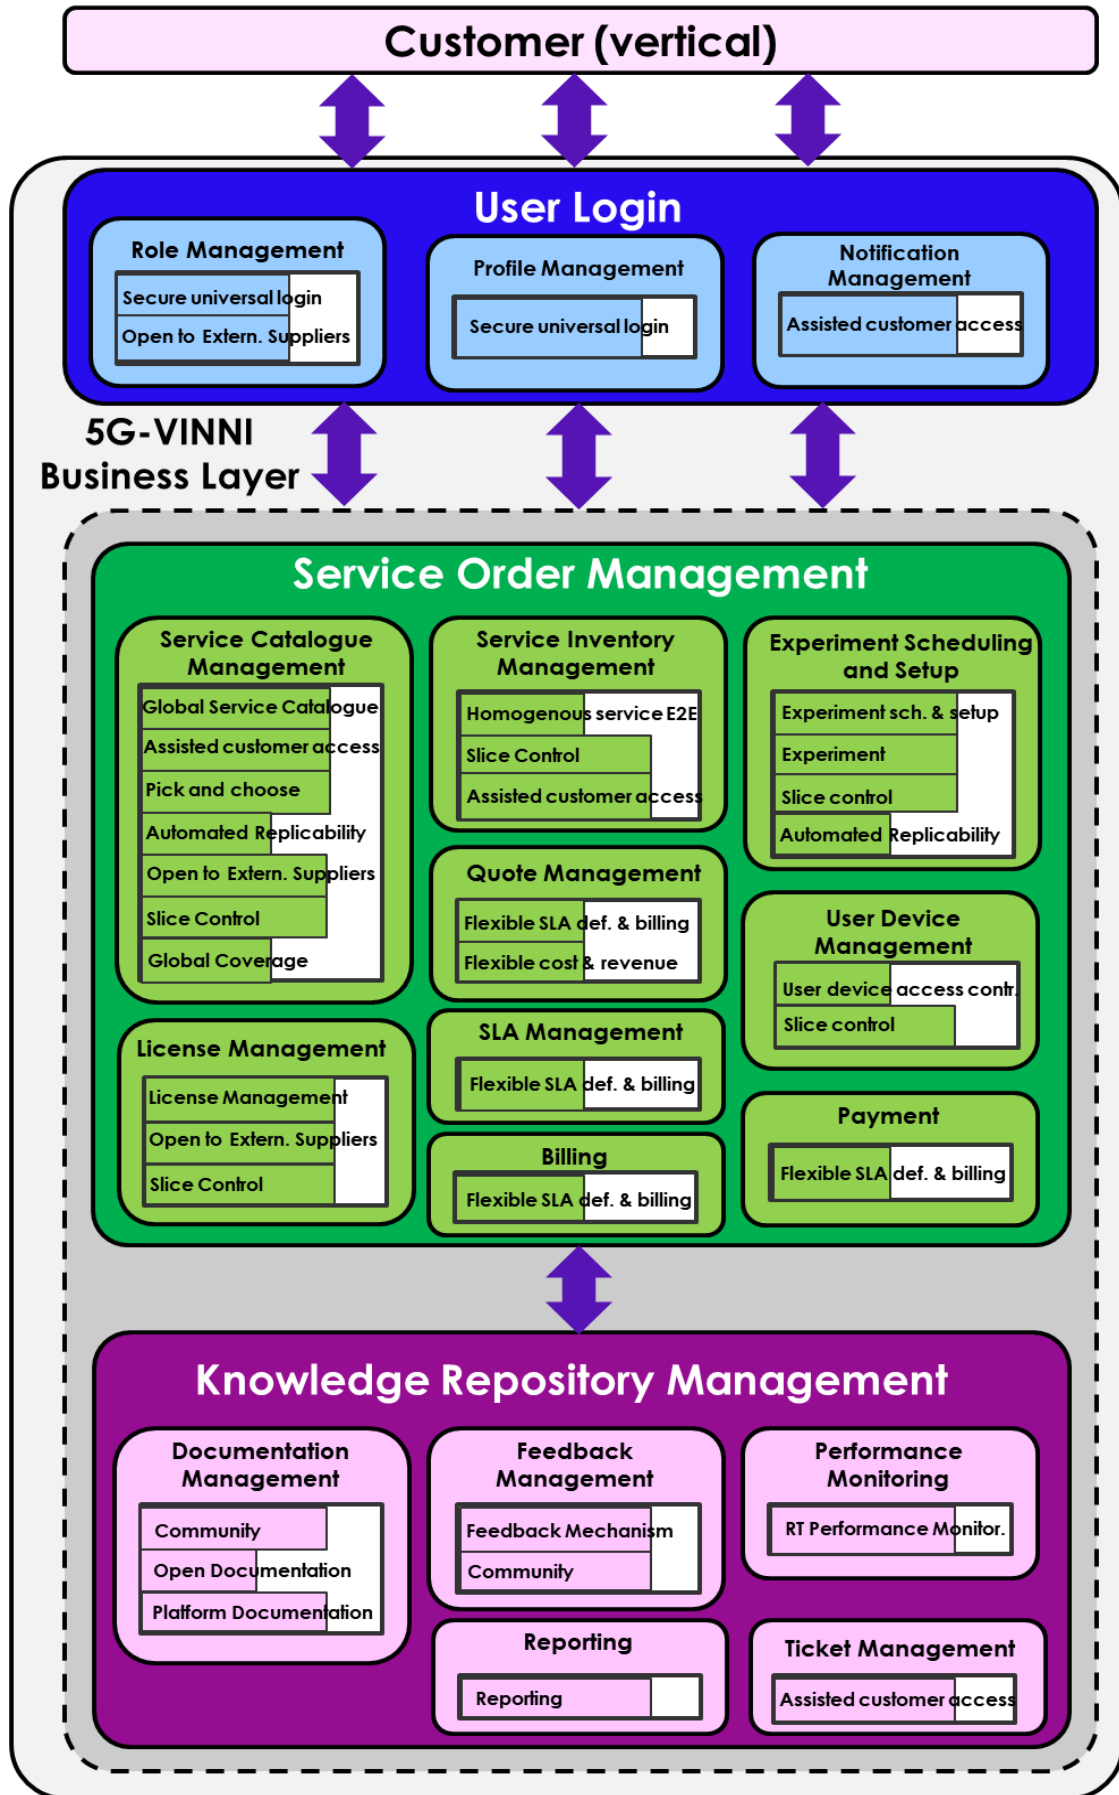 Customer (vertical)
User Login
Role Management
Secure universal login
Open to Extern. Suppliers
Profile Management
Secure universal login
Notification
Management
Assisted customer access
5G-VINNI
Business Layer
Service Order Management
Service Catalogue
Management
Global Service Catalogue
Assisted customer access
Pick and choose
Automated Replicability
Open to Extern. Suppliers
Slice Control
Global Coverage
Service Inventory
Management
Homogenous service E2E
Slice Control
Assisted customer access
Experiment Scheduling
and Setup
Experiment sch. & setup
Experiment
Slice control
Automated Replicability
Quote Management
Flexible SLA def. & billing
Flexible cost & revenue
User Device
Management
User device access contr.
Slice control
License Management
License Management
Open to Extern. Suppliers
Slice Control
SLA Management
Flexible SLA def. & billing
Billing
Flexible SLA def. & billing
Payment
Flexible SLA def. & billing
Knowledge Repository Management
Documentation
Management
Community
Open Documentation
Platform Documentation
Feedback
Management
Feedback Mechanism
Community
Performance
Monitoring
RT Performance Monitor.
Reporting
Reporting
Ticket Management
Assisted customer access